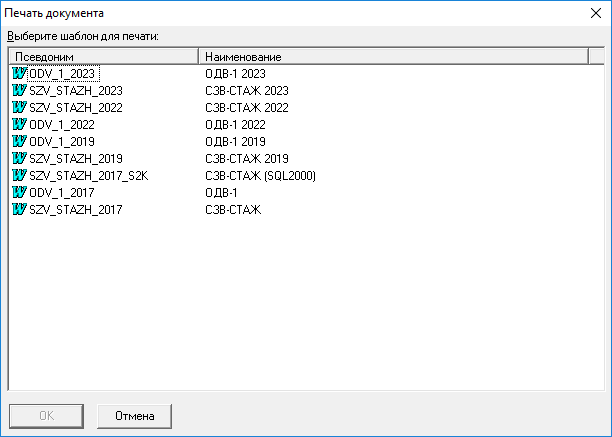 Печать документа
Выберите шаблон для печати:
Псевдоним Наименование
ODV_1_2023 ОДВ-1 2023
SZV_STAZH_2023 СЗВ-СТАЖ 2023
SZV_STAZH_2022 СЗВ-СТАЖ 2022
ODV_1_2022 ОДВ-1 2022
ODV_1_2019 ОДВ-1 2019
SZV_STAZH_2019 СЗВ-СТАЖ 2019
SZV_STAZH_2017_S2K СЗВ-СТАЖ (SQL2000)
ODV_1_2017 ОДВ-1
SZV_STAZH_2017 СЗВ-СТАЖ
OK Отмена